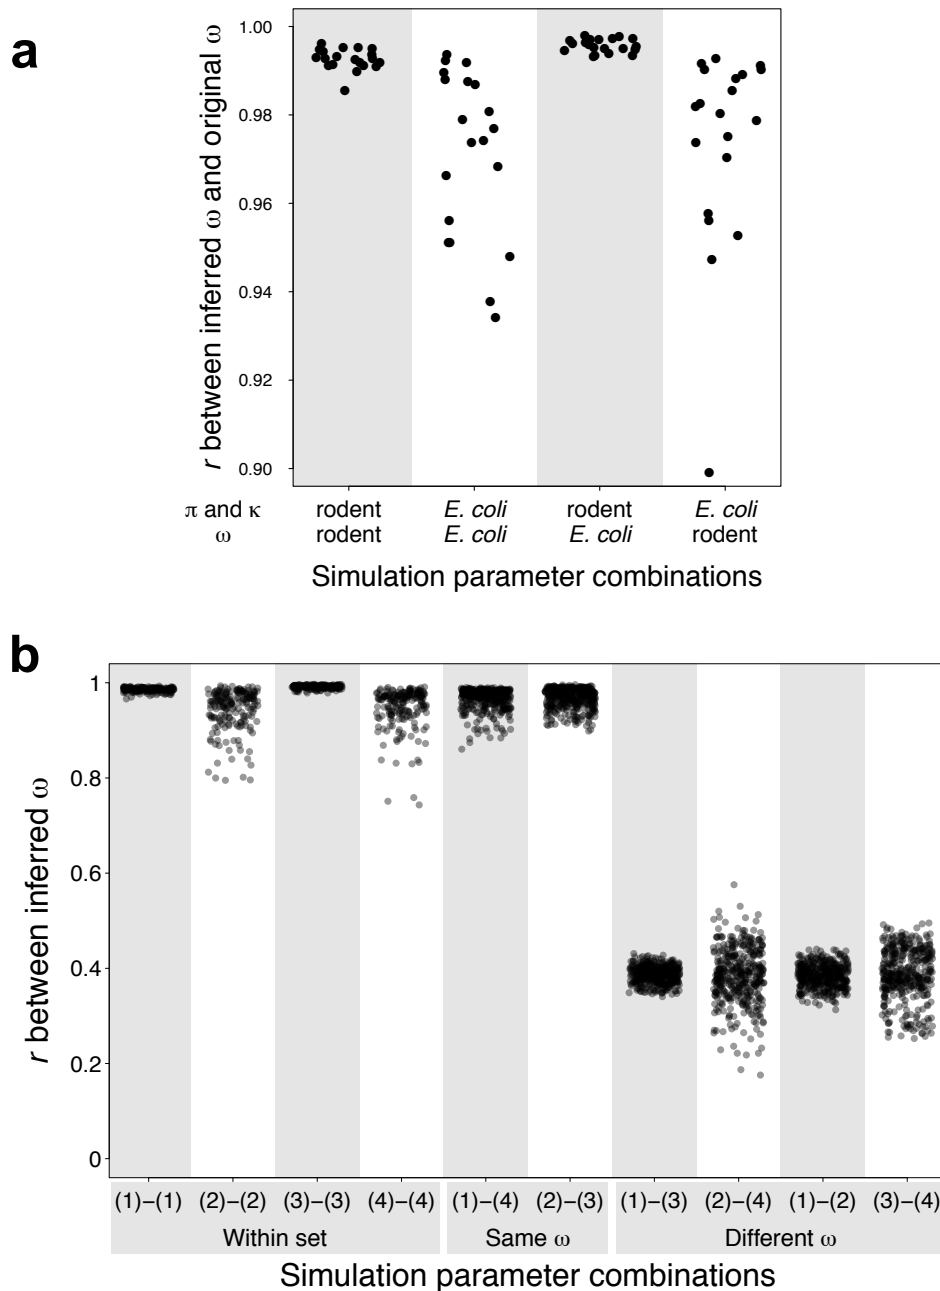 a
r between inferred ω and original ω
1.00
0.98
0.96
0.94
0.92
0.90
π and κ rodent E. coli rodent E. coli
ω rodent E. coli E. coli rodent
Simulation parameter combinations
b
r between inferred ω
1
0.8
0.6
0.4
0.2
0
(1)–(1) (2)–(2) (3)–(3) (4)–(4) (1)–(4) (2)–(3) (1)–(3) (2)–(4) (1)–(2) (3)–(4)
Within set Same ω Different ω
Simulation parameter combinations